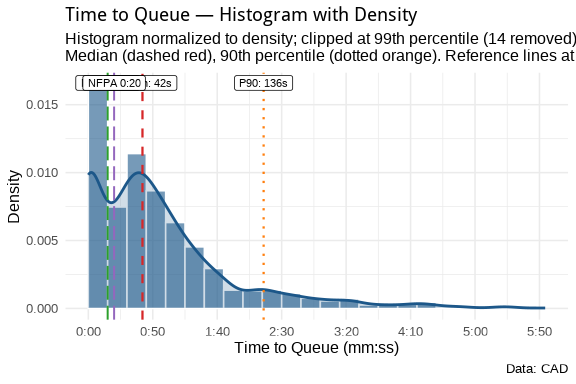 Time to Queue — Histogram with Density
Histogram normalized to density; clipped at 99th percentile (14 removed)
Median (dashed red), 90th percentile (dotted orange). Reference lines at
NFPA 0:20
: 42s
P90: 136s
0.015
0.010
0.005
0.000
Density
0:00
0:50
1:40
2:30
3:20
4:10
5:00
5:50
Time to Queue (mm:ss)
Data: CAD